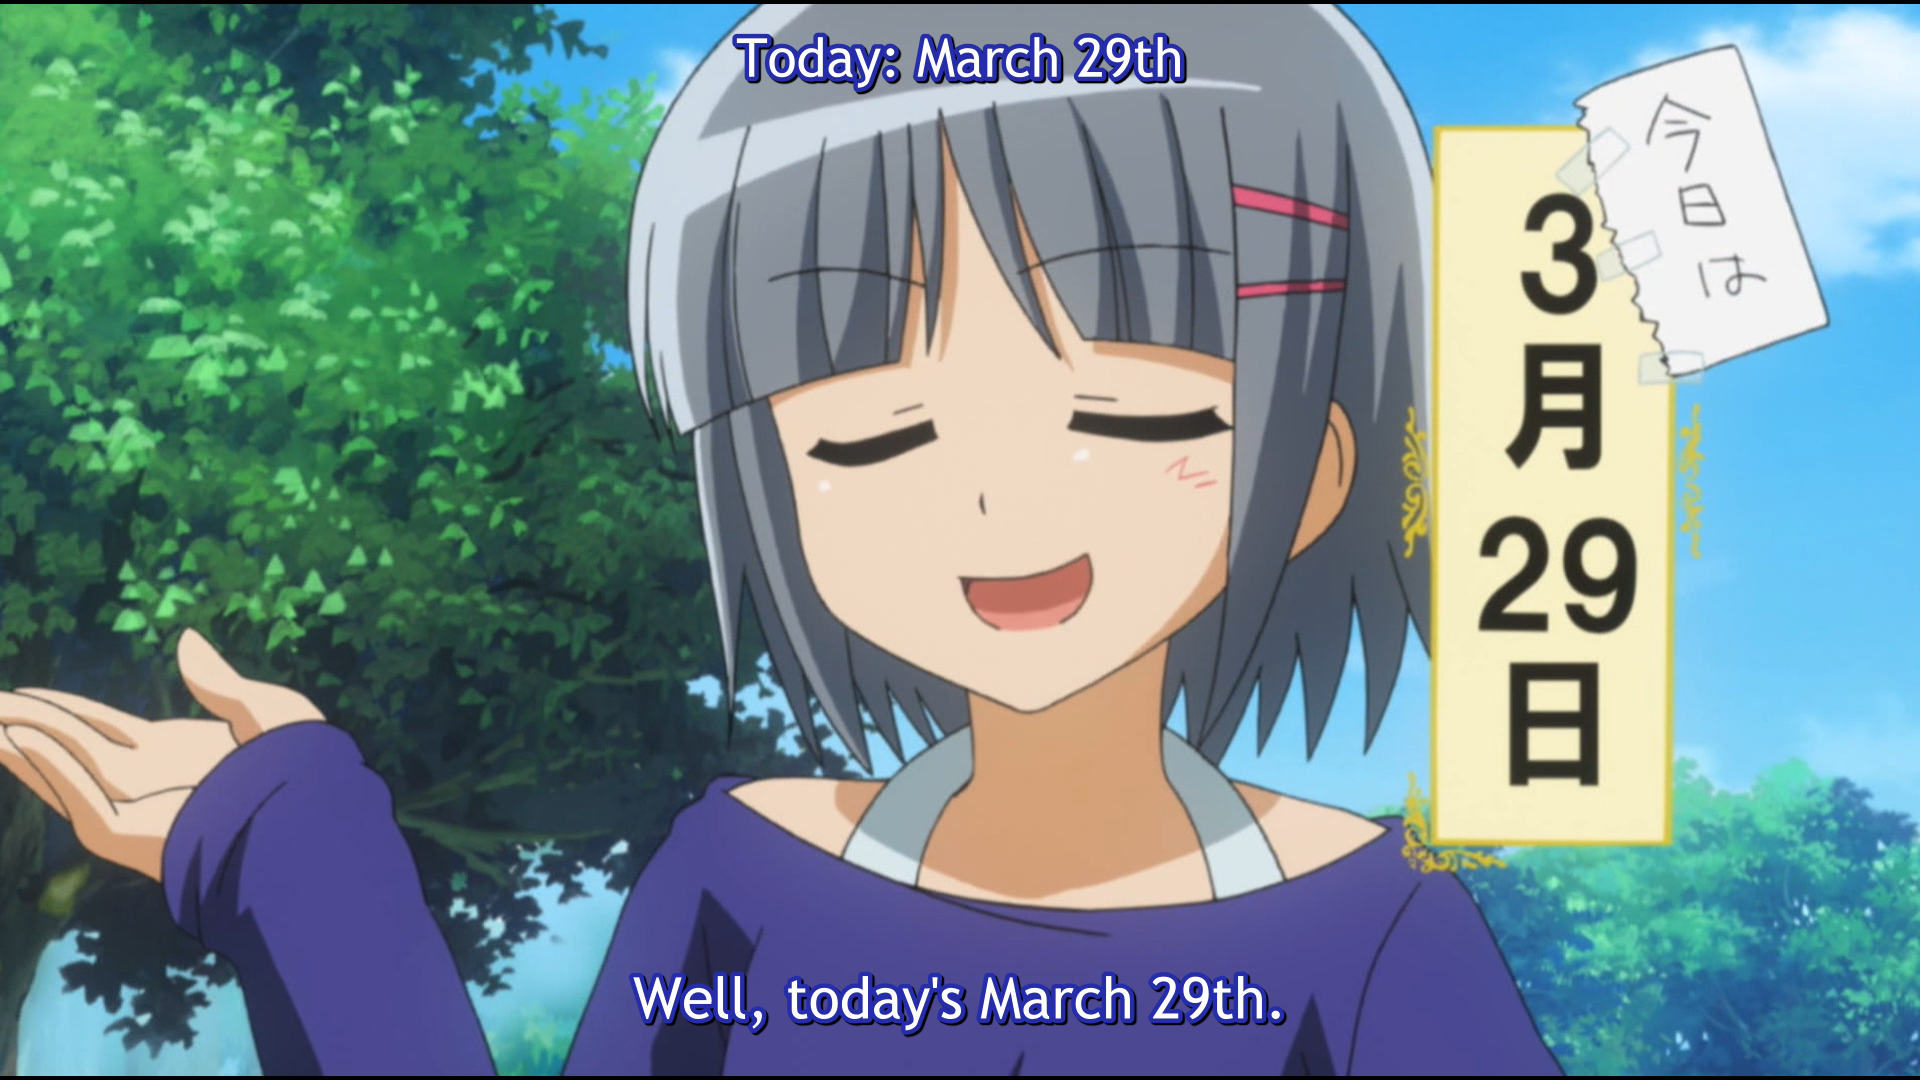 Today: March 29th
今日は
3月29日
Well, today's March 29th.